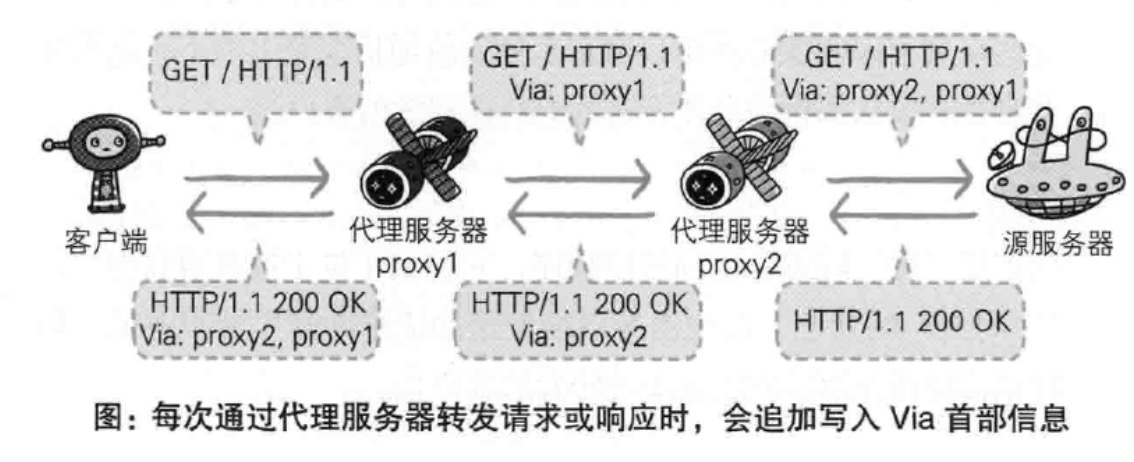 GET / HTTP/1.1
GET / HTTP/1.1
Via: proxy1
GET / HTTP/1.1
Via: proxy2, proxy1
客户端
代理服务器
proxy1
代理服务器
proxy2
源服务器
HTTP/1.1 200 OK
Via: proxy2, proxy1
HTTP/1.1 200 OK
Via: proxy2
HTTP/1.1 200 OK
图：每次通过代理服务器转发请求或响应时，会追加写入 Via 首部信息